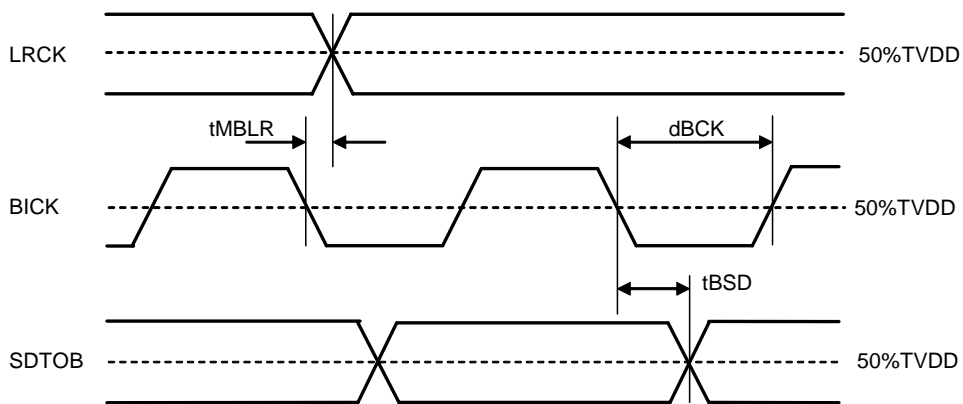 LRCK
50%TVDD
tMBLR
dBCK
BICK
50%TVDD
tBSD
SDTOB
50%TVDD